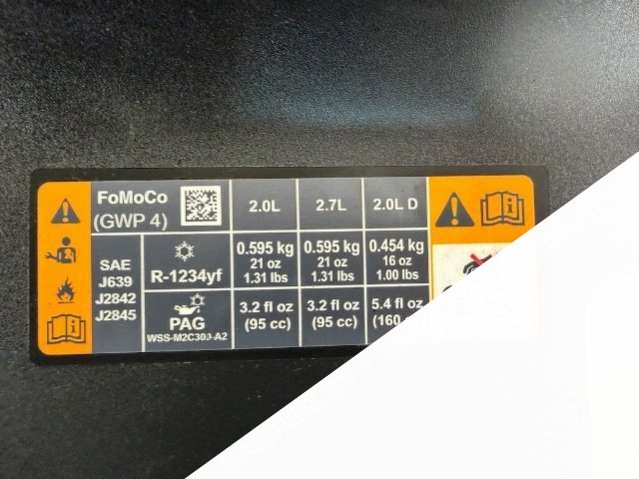 FoMoCo
(GWP 4)
2.0L
2.7L
2.0L D
SAE
J639
J2842
J2845
R-1234yf
0.595 kg
21 oz
1.31 lbs
0.595 kg
21 oz
1.31 lbs
0.454 kg
16 oz
1.00 lbs
PAG
WSS-M2C300-A2
3.2 fl oz
(95 cc)
3.2 fl oz
(95 cc)
5.4 fl oz
(160